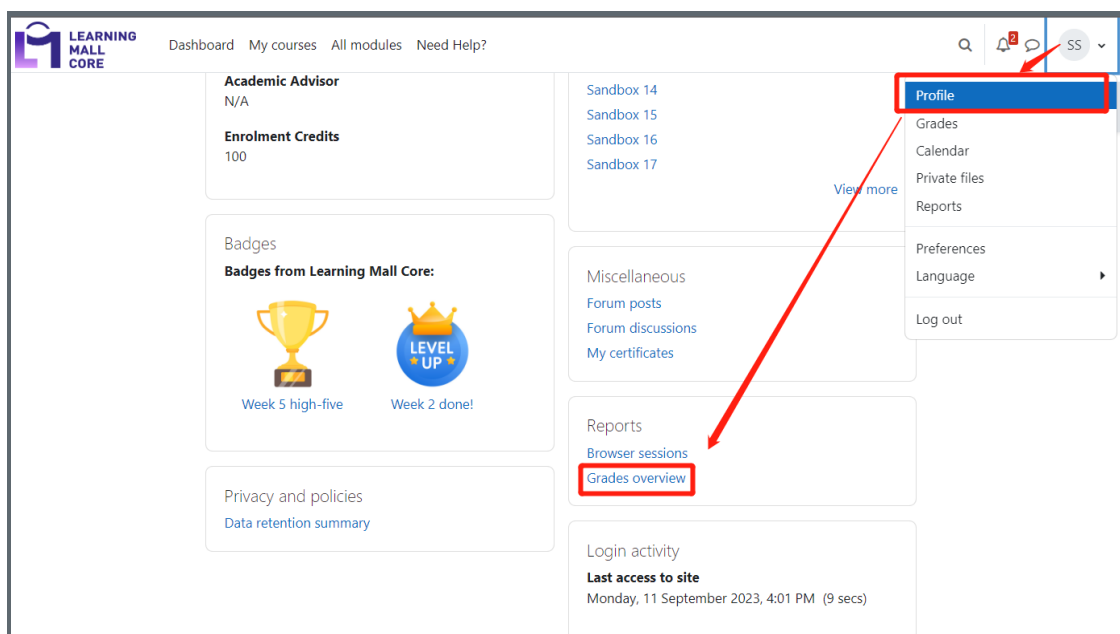 LEARNING
MALL
CORE
Dashboard My courses All modules Need Help?
2
SS
Academic Advisor
N/A
Enrolment Credits
100
Badges
Badges from Learning Mall Core:
LEVEL
UP
Week 5 high-five Week 2 done!
Privacy and policies
Data retention summary
Sandbox 14
Sandbox 15
Sandbox 16
Sandbox 17
View more
Miscellaneous
Forum posts
Forum discussions
My certificates
Reports
Browser sessions
Grades overview
Login activity
Last access to site
Monday, 11 September 2023, 4:01 PM (9 secs)
Profile
Grades
Calendar
Private files
Reports
Preferences
Language
Log out